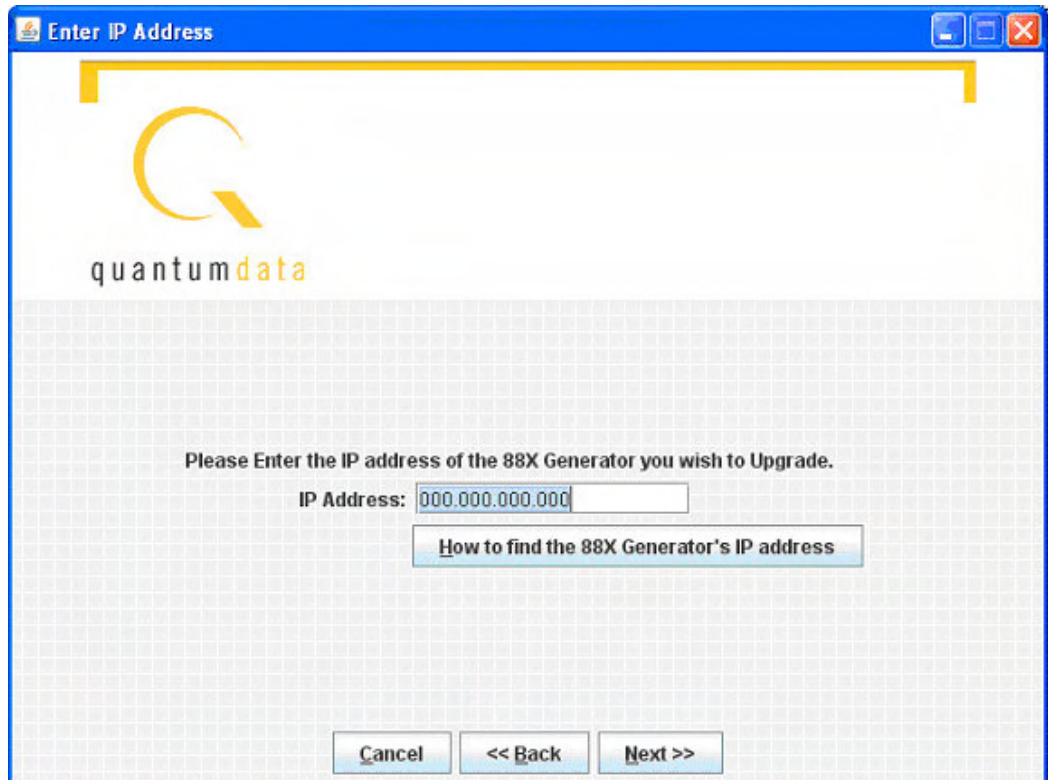 Enter IP Address
quantumdata
Please Enter the IP address of the 88X Generator you wish to Upgrade.
IP Address: 000.000.000.000
How to find the 88X Generator's IP address
Cancel << Back Next >>